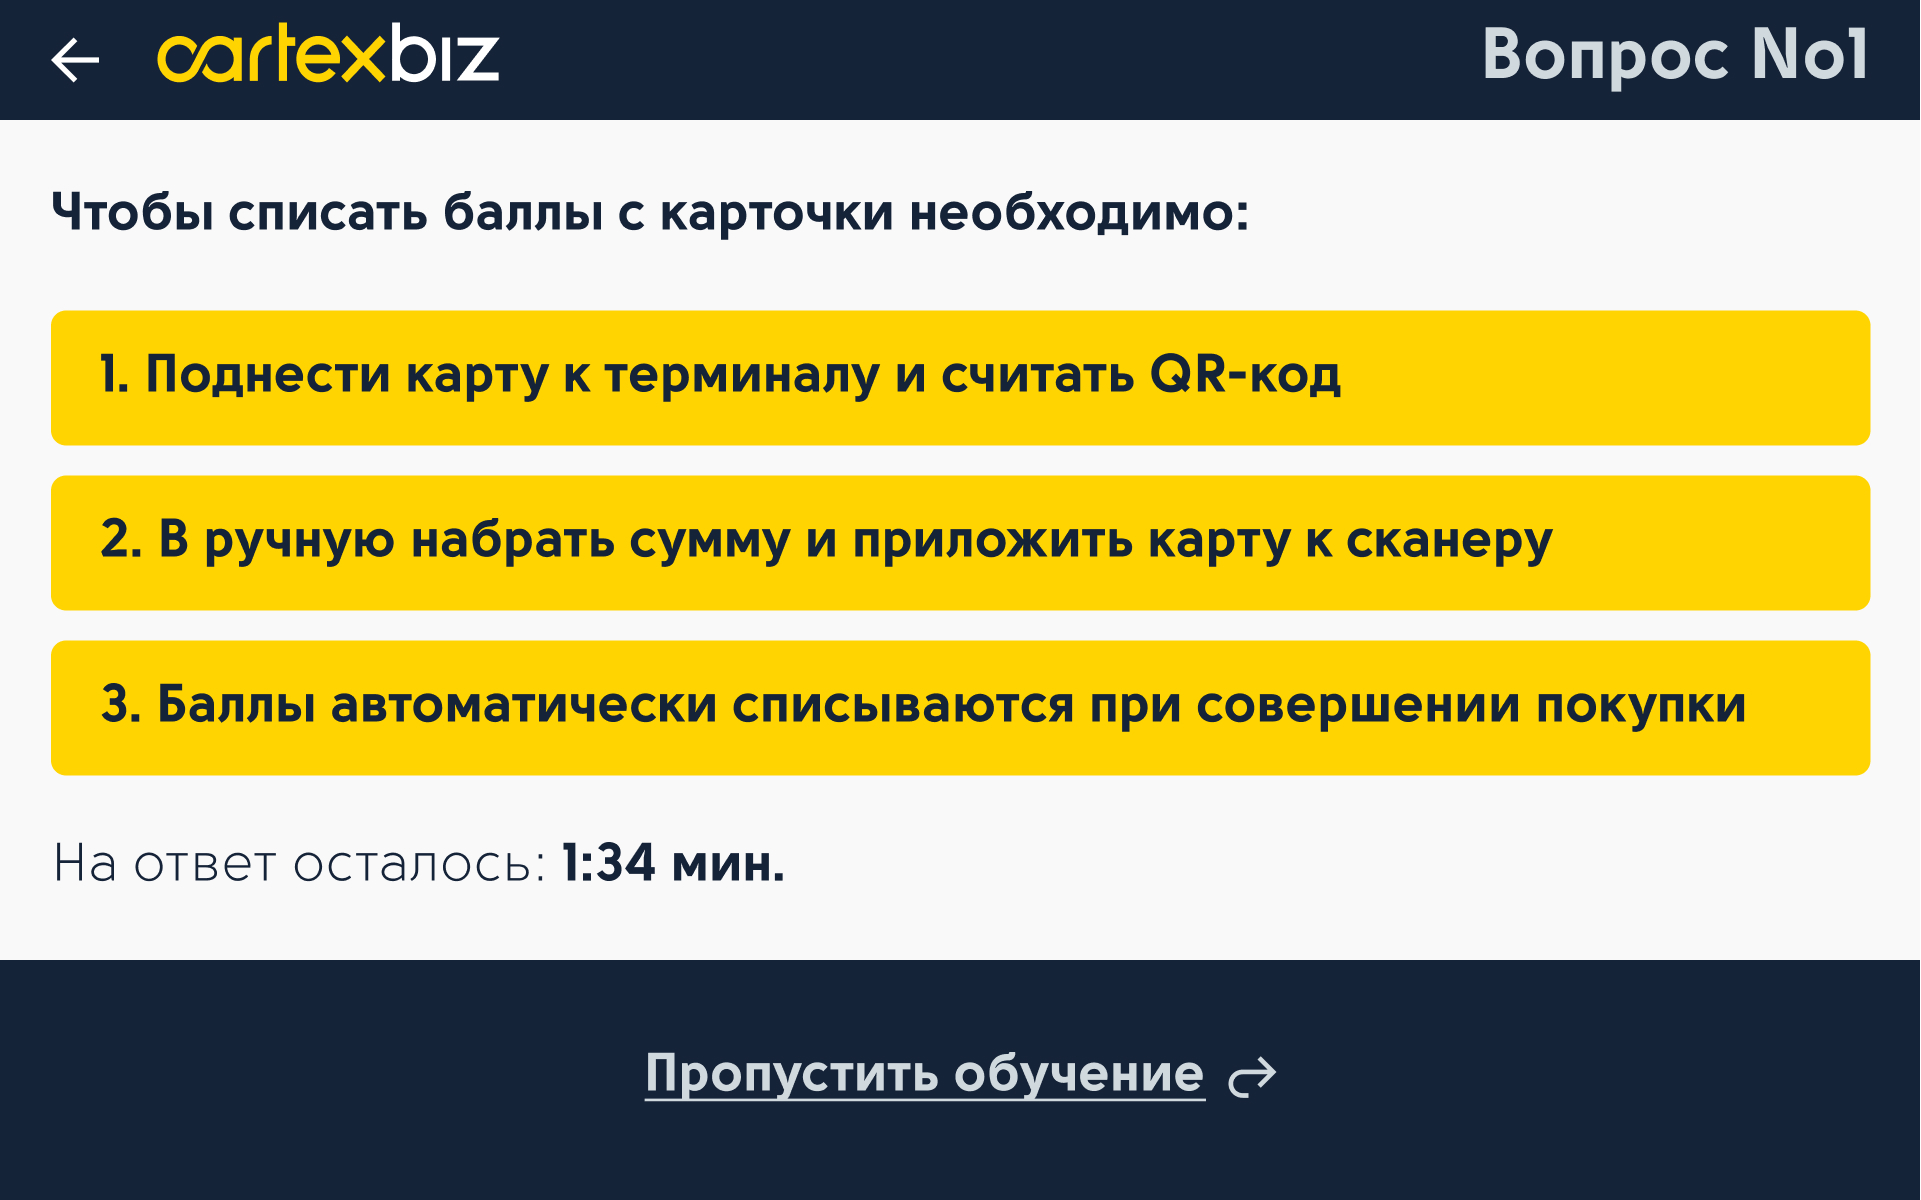 cartexbiz
Вопрос No1
Чтобы списать баллы с карточки необходимо:
1. Поднести карту к терминалу и считать QR-код
2. В ручную набрать сумму и приложить карту к сканеру
3. Баллы автоматически списываются при совершении покупки
На ответ осталось: 1:34 мин.
Пропустить обучение